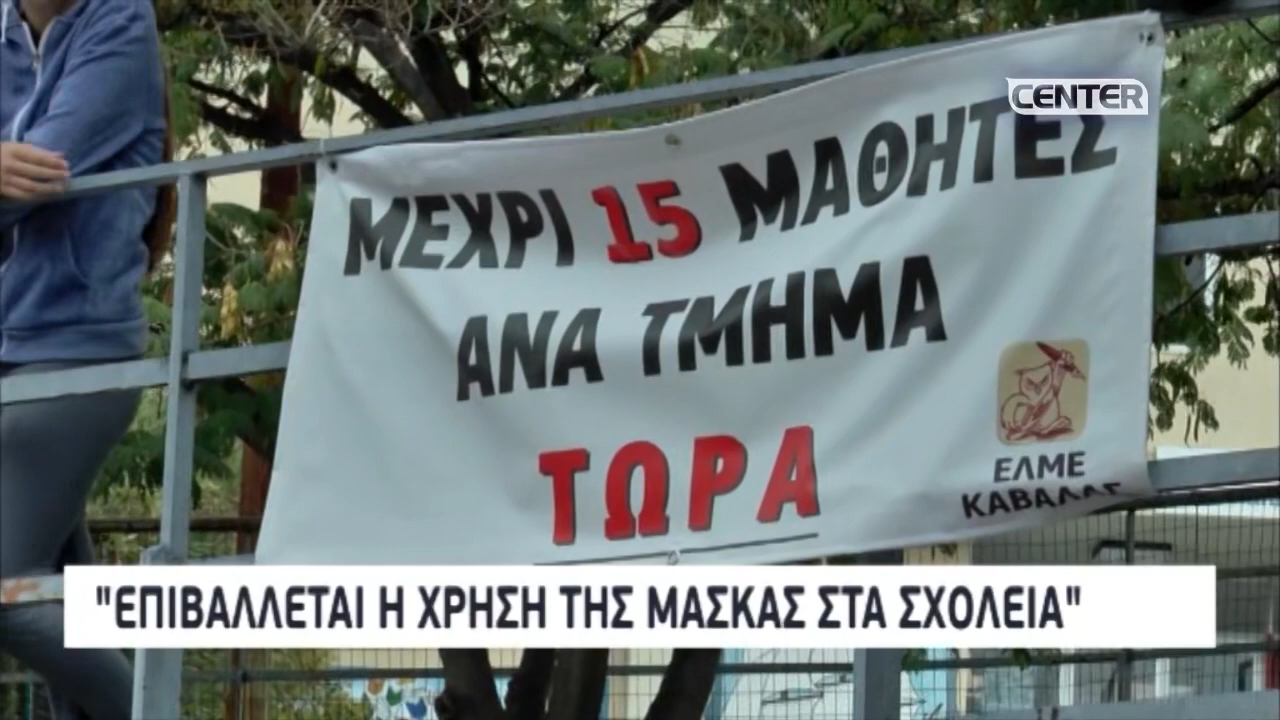 CENTER
ΜΕΧΡΙ 15 ΜΑΘΗΤΕΣ
ΑΝΑ ΤΜΗΜΑ
ΤΩΡΑ
ΕΛΜΕ
ΚΑΒΑΛΑΣ
"ΕΠΙΒΑΛΛΕΤΑΙ Η ΧΡΗΣΗ ΤΗΣ ΜΑΣΚΑΣ ΣΤΑ ΣΧΟΛΕΙΑ"